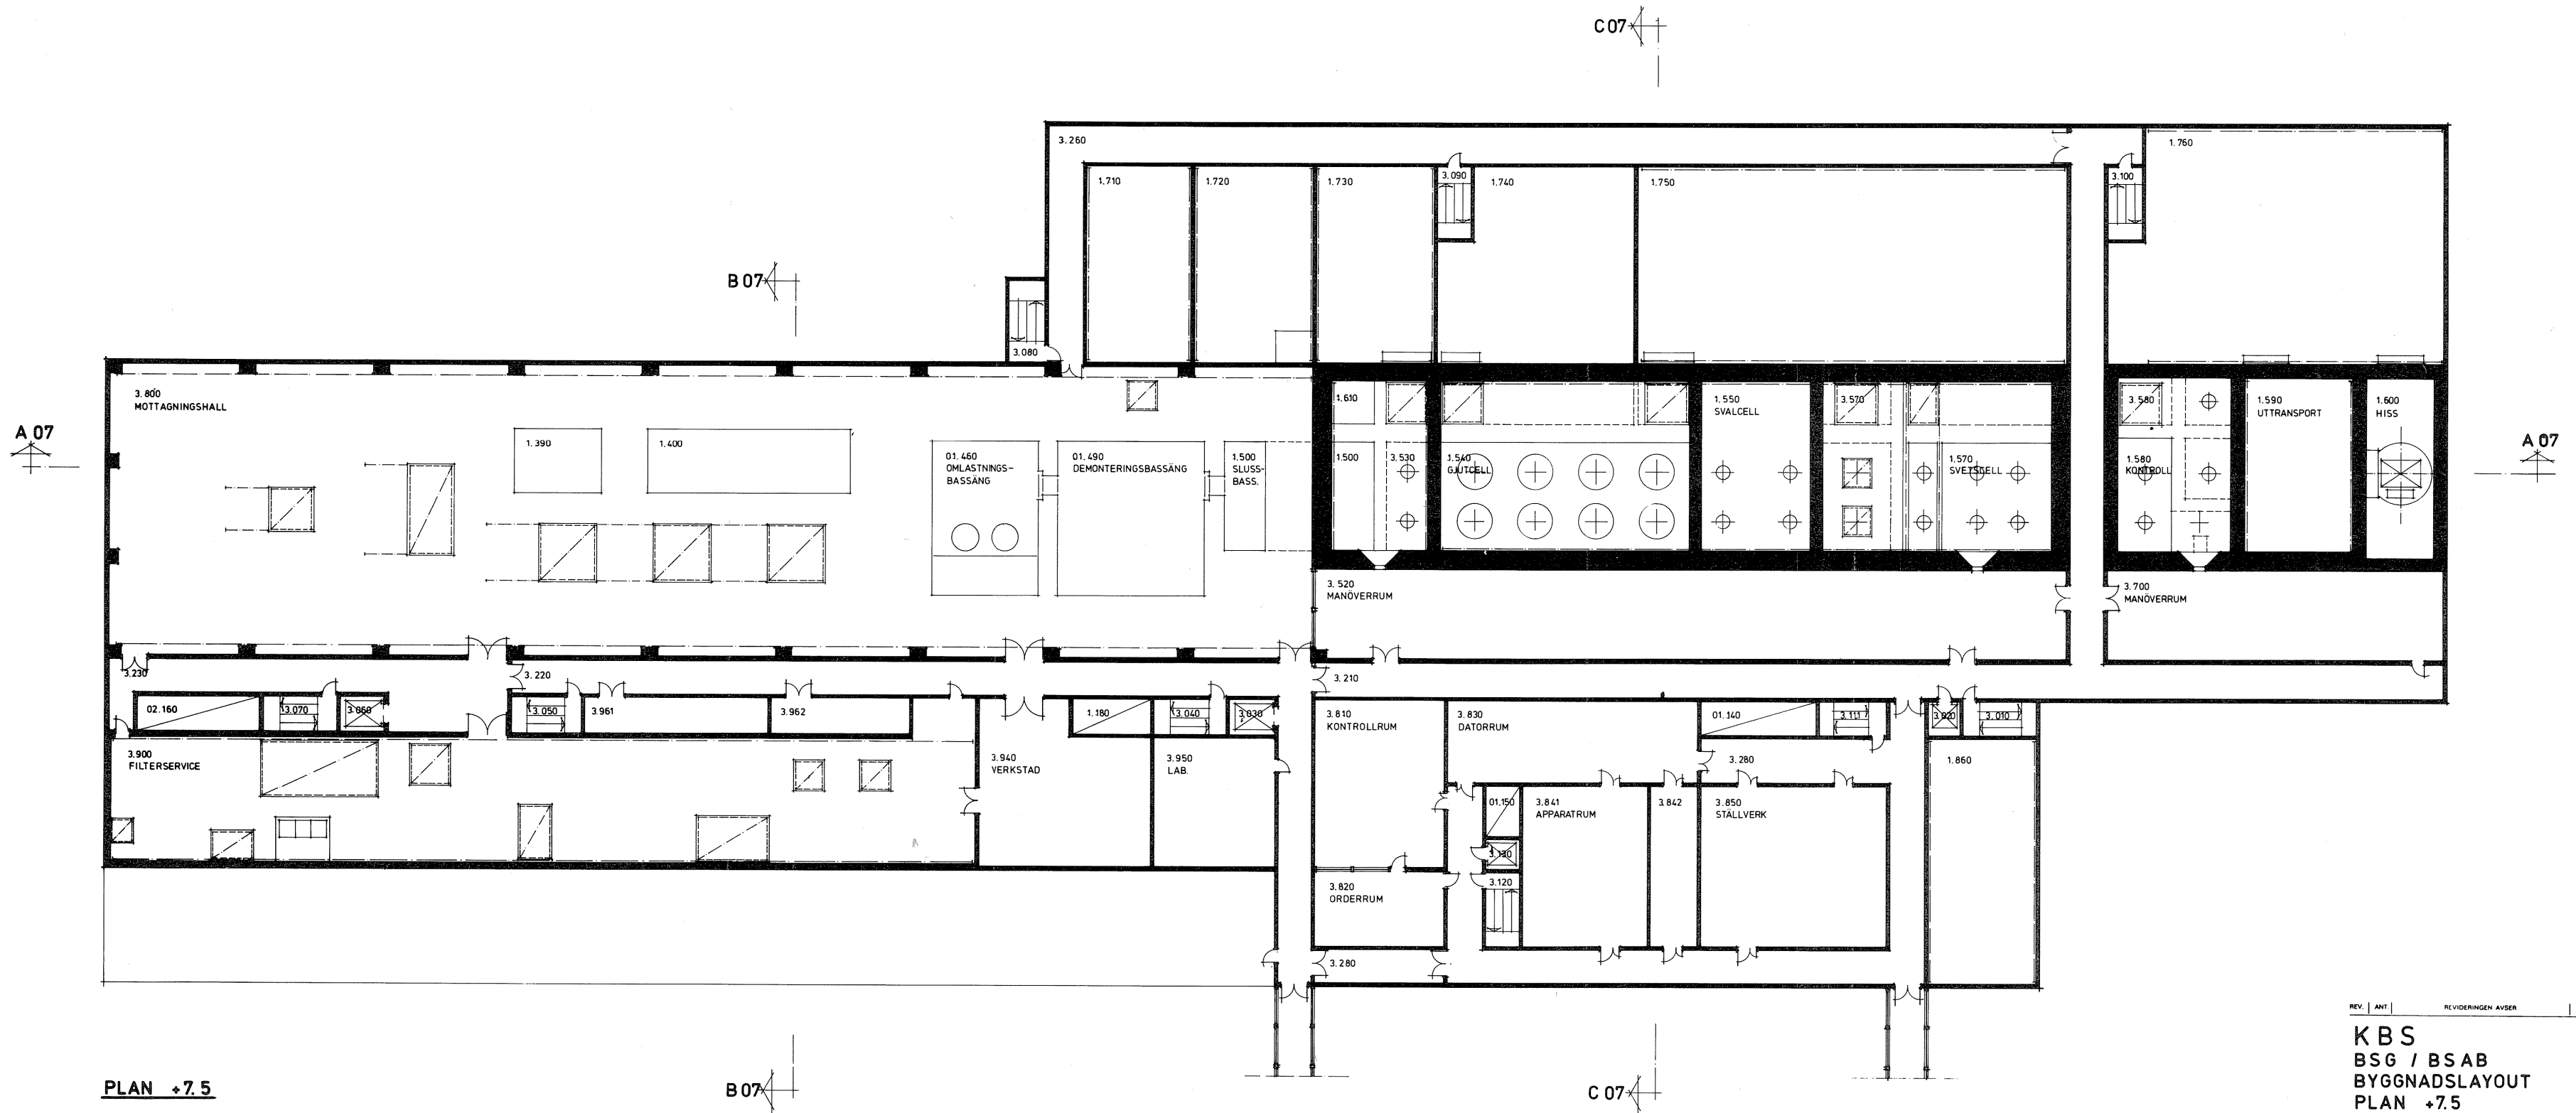 C 07
3.260
1.760
1.710
1.720
1.730
3.090
1.740
1.750
3.100
B 07
3.080
3.800
MOTTAGNINGSHALL
1.610
1.550
SVALCELL
3.570
3.580
1.590
UTTRANSPORT
1.600
HISS
A 07
A 07
1.390
1.400
01.460
OMLASTNINGS-
BASSÄNG
01.490
DEMONTERINGSBASSÄNG
1.500
SLUSS-
BASS.
1.500
3.530
1.540
GJUTCELL
1.570
SVETSCELL
1.580
KONTROLL
3.520
MANÖVERRUM
3.700
MANÖVERRUM
3.230
3.220
3.210
02.160
3.070
3.060
3.050
3.961
3.962
1.180
3.040
3.030
3.810
KONTROLLRUM
3.830
DATORRUM
01.140
3.111
3.020
3.010
3.900
FILTERSERVICE
3.940
VERKSTAD
3.950
LAB.
3.280
1.860
01.150
3.841
APPARATRUM
3.842
3.850
STÄLLVERK
3.130
3.820
ORDERRUM
3.120
3.280
REV. ANT. REVIDERINGEN AVSER
KBS
BSG / BSAB
BYGGNADSLAYOUT
PLAN +7.5
PLAN +7.5
B 07
C 07